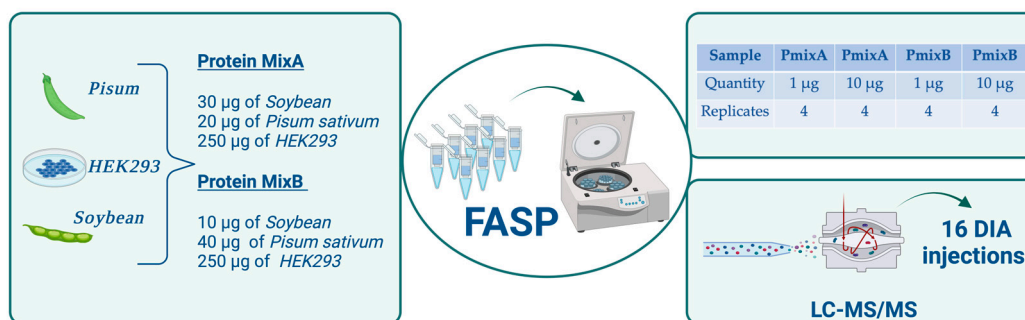 Pisum
HEK293
Soybean
Protein MixA
30 µg of Soybean
20 µg of Pisum sativum
250 µg of HEK293
Protein MixB
10 µg of Soybean
40 µg of Pisum sativum
250 µg of HEK293
FASP
Sample PmixA PmixA PmixB PmixB
Quantity 1 µg 10 µg 1 µg 10 µg
Replicates 4 4 4 4
16 DIA
injections
LC-MS/MS